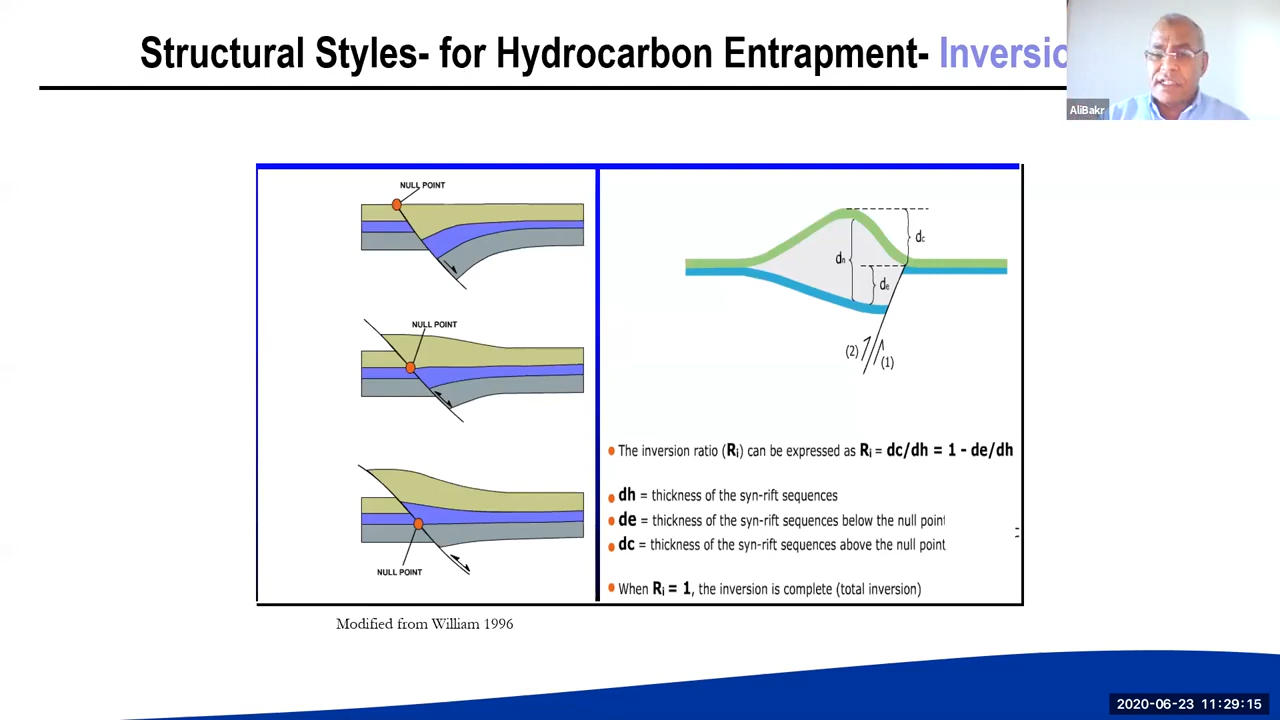 Structural Styles- for Hydrocarbon Entrapment- Inversio
AliBakr
NULL POINT
NULL POINT
NULL POINT
dc
dn
de
(2)
(1)
The inversion ratio (Ri) can be expressed as Ri = dc/dh = 1 - de/dh
dh = thickness of the syn-rift sequences
de = thickness of the syn-rift sequences below the null point
dc = thickness of the syn-rift sequences above the null point
When Ri = 1, the inversion is complete (total inversion)
Modified from William 1996
2020-06-23 11:29:15